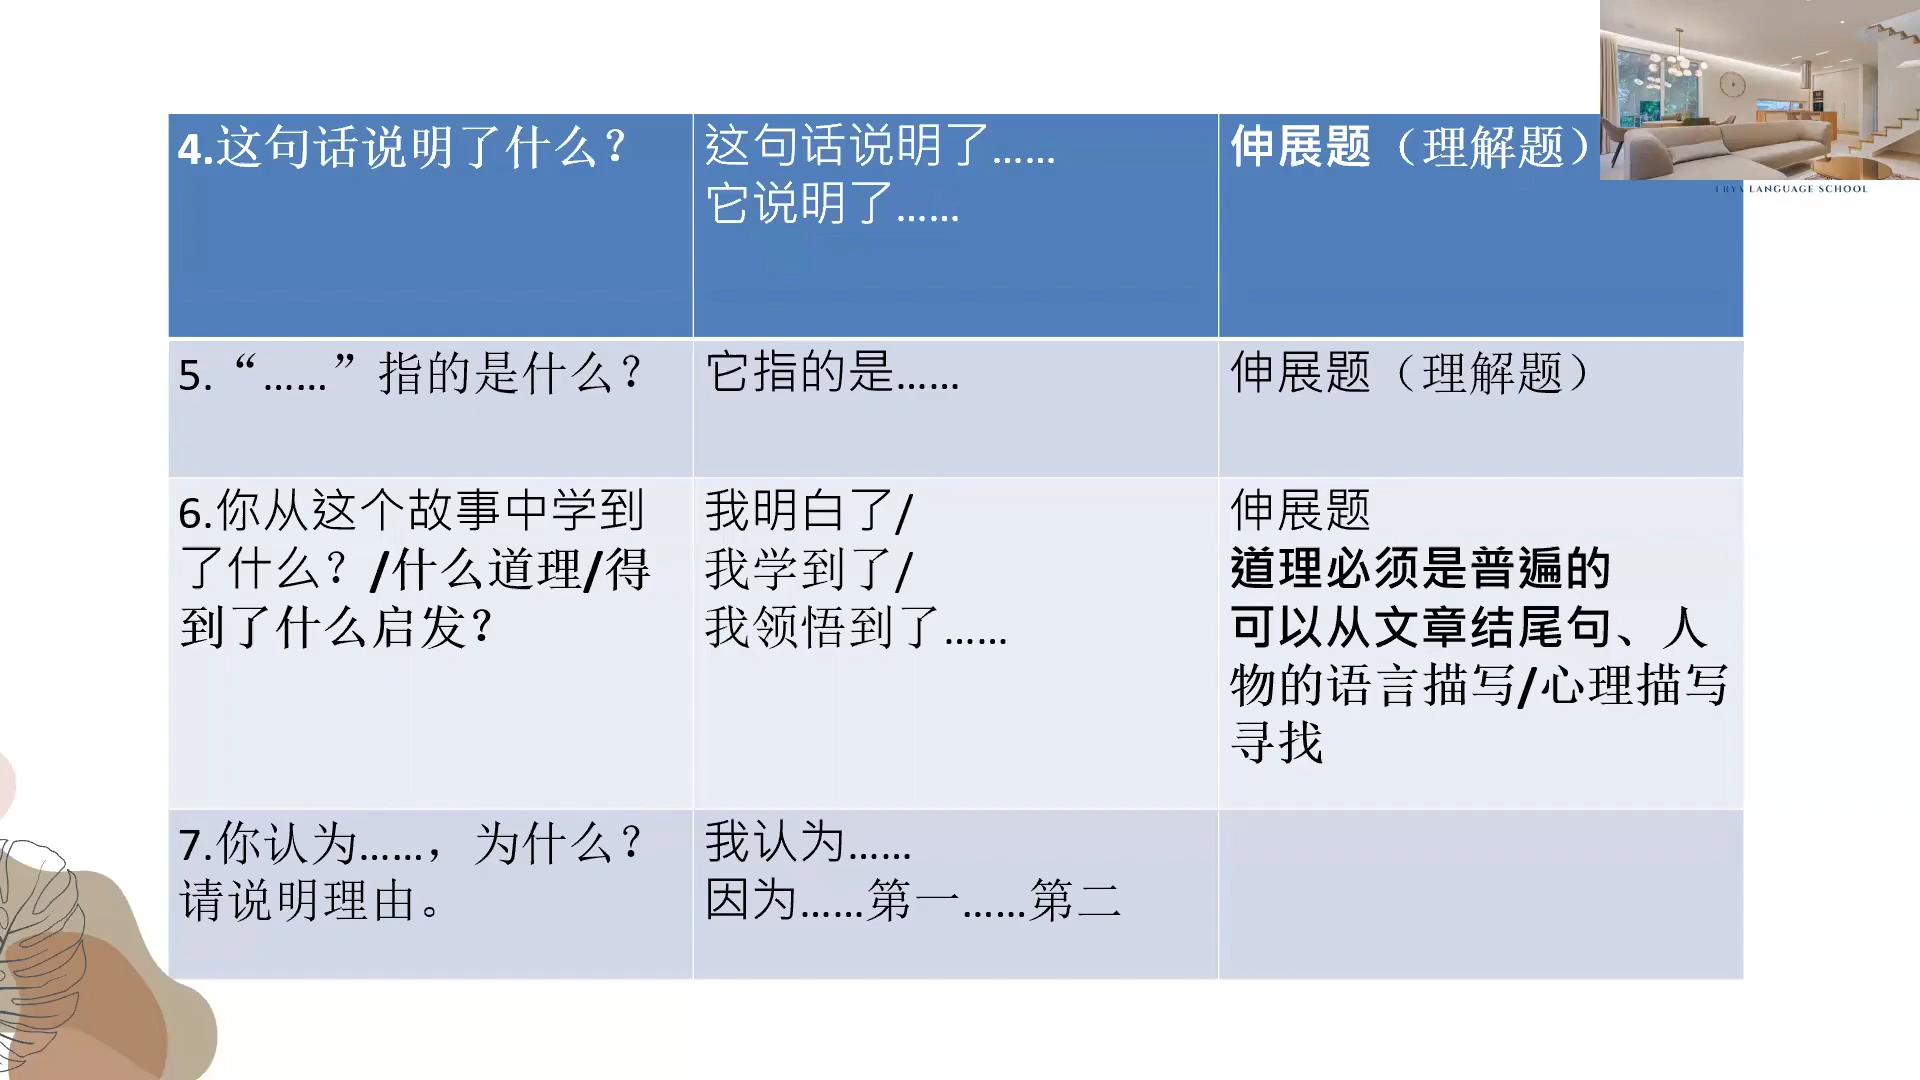 4.这句话说明了什么？
这句话说明了……
它说明了……
伸展题（理解题）
LANGUAGE SCHOOL
5.“……”指的是什么？
它指的是……
伸展题（理解题）
6.你从这个故事中学到
了什么？/什么道理/得
到了什么启发？
我明白了/
我学到了/
我领悟到了……
伸展题
道理必须是普遍的
可以从文章结尾句、人
物的语言描写/心理描写
寻找
7.你认为……，为什么？
请说明理由。
我认为……
因为……第一……第二